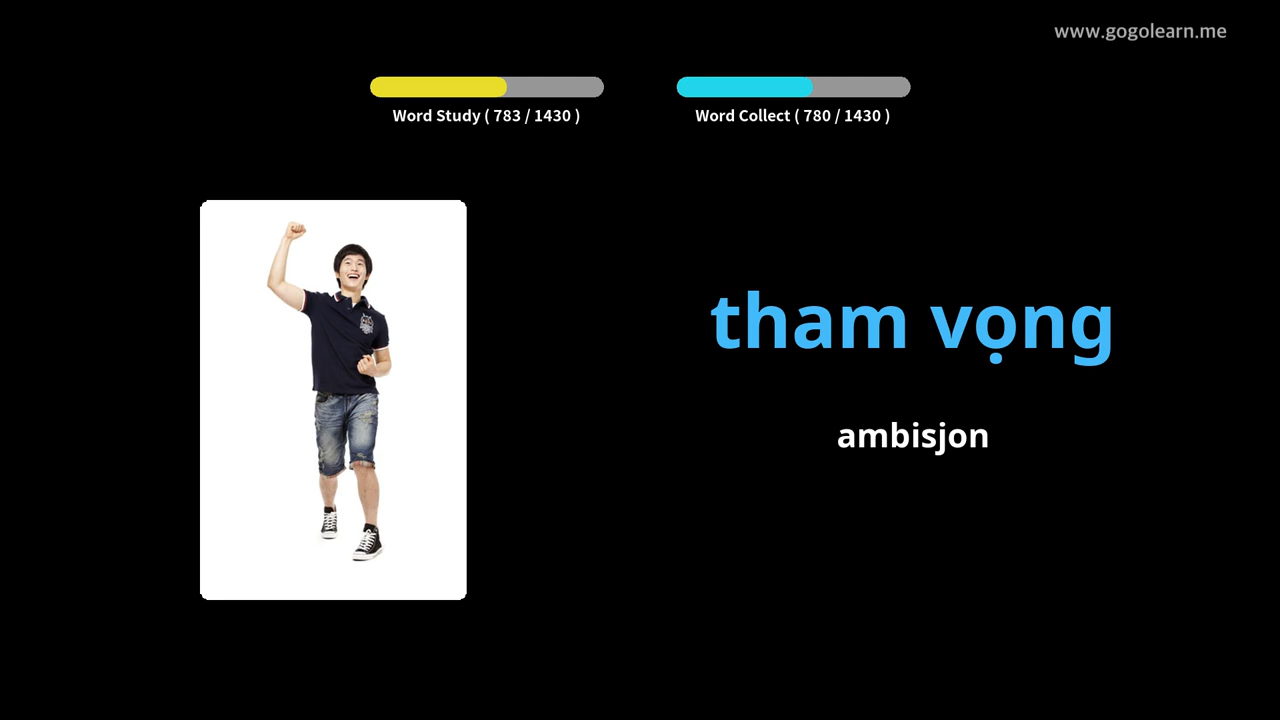 www.gogolearn.me
Word Study ( 783 / 1430 )
Word Collect ( 780 / 1430 )
tham vọng
ambisjon